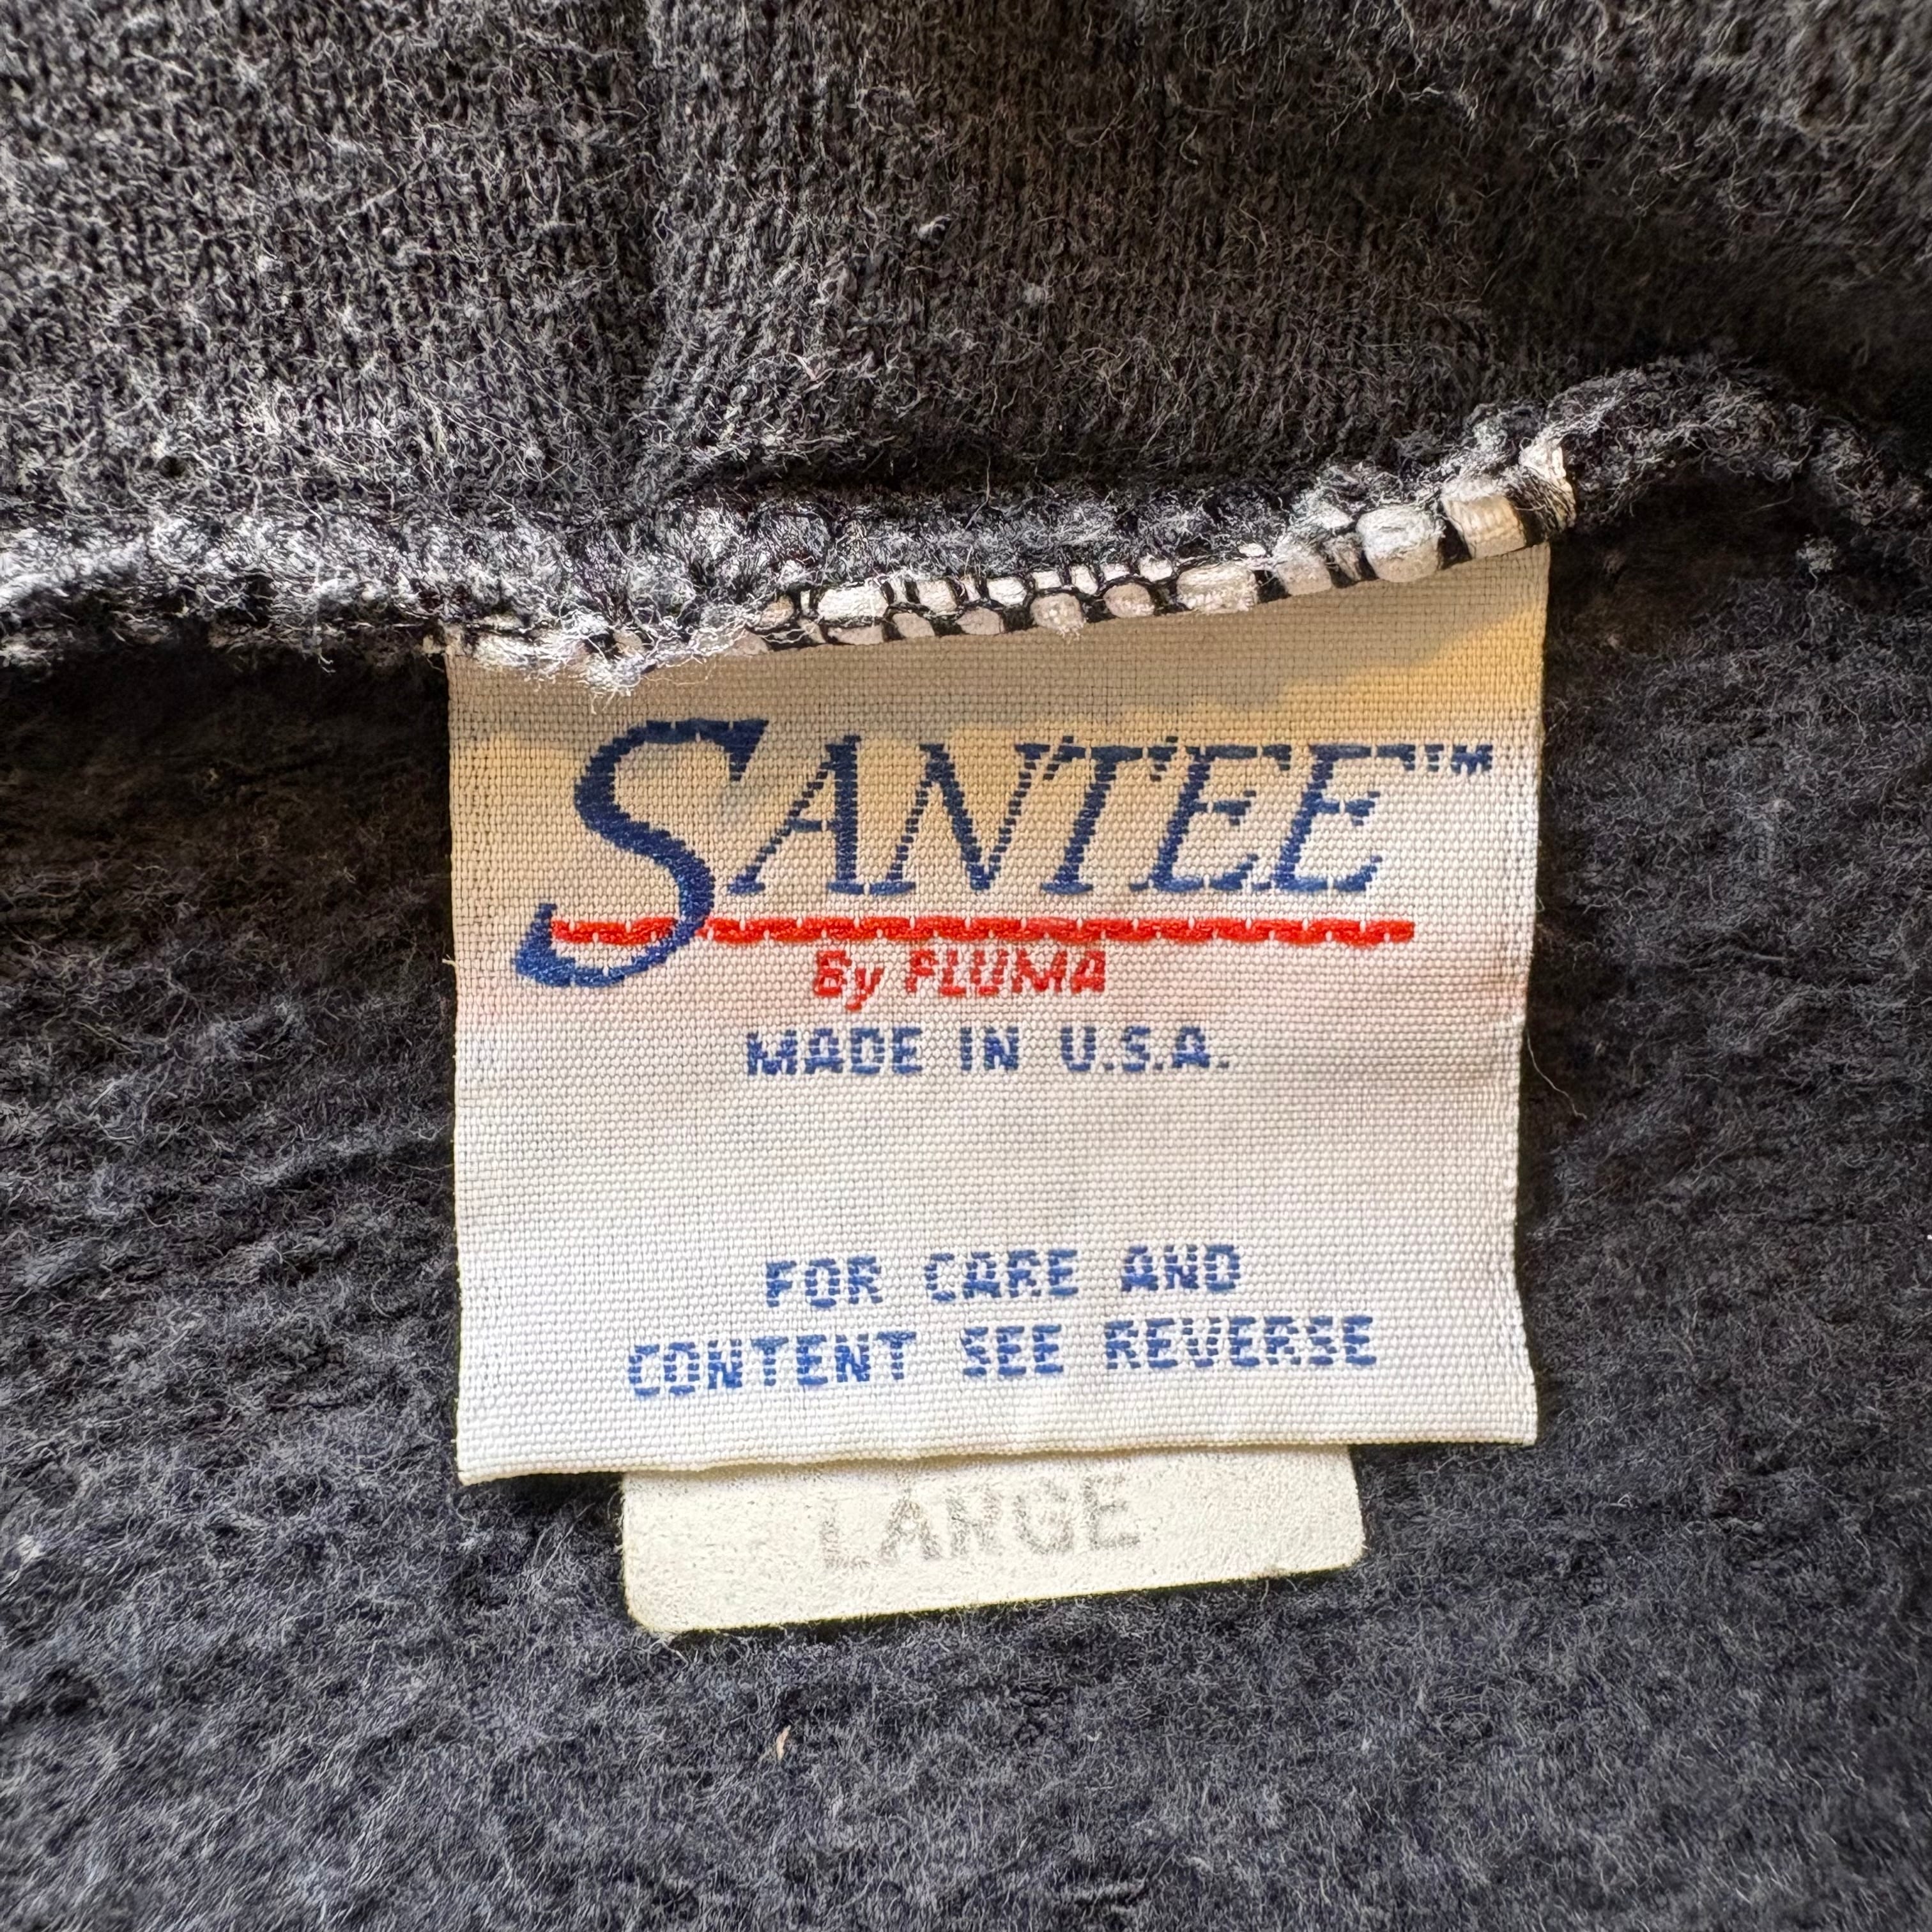 SANTEE™
By FLUMA
MADE IN U.S.A.
FOR CARE AND
CONTENT SEE REVERSE
LARGE